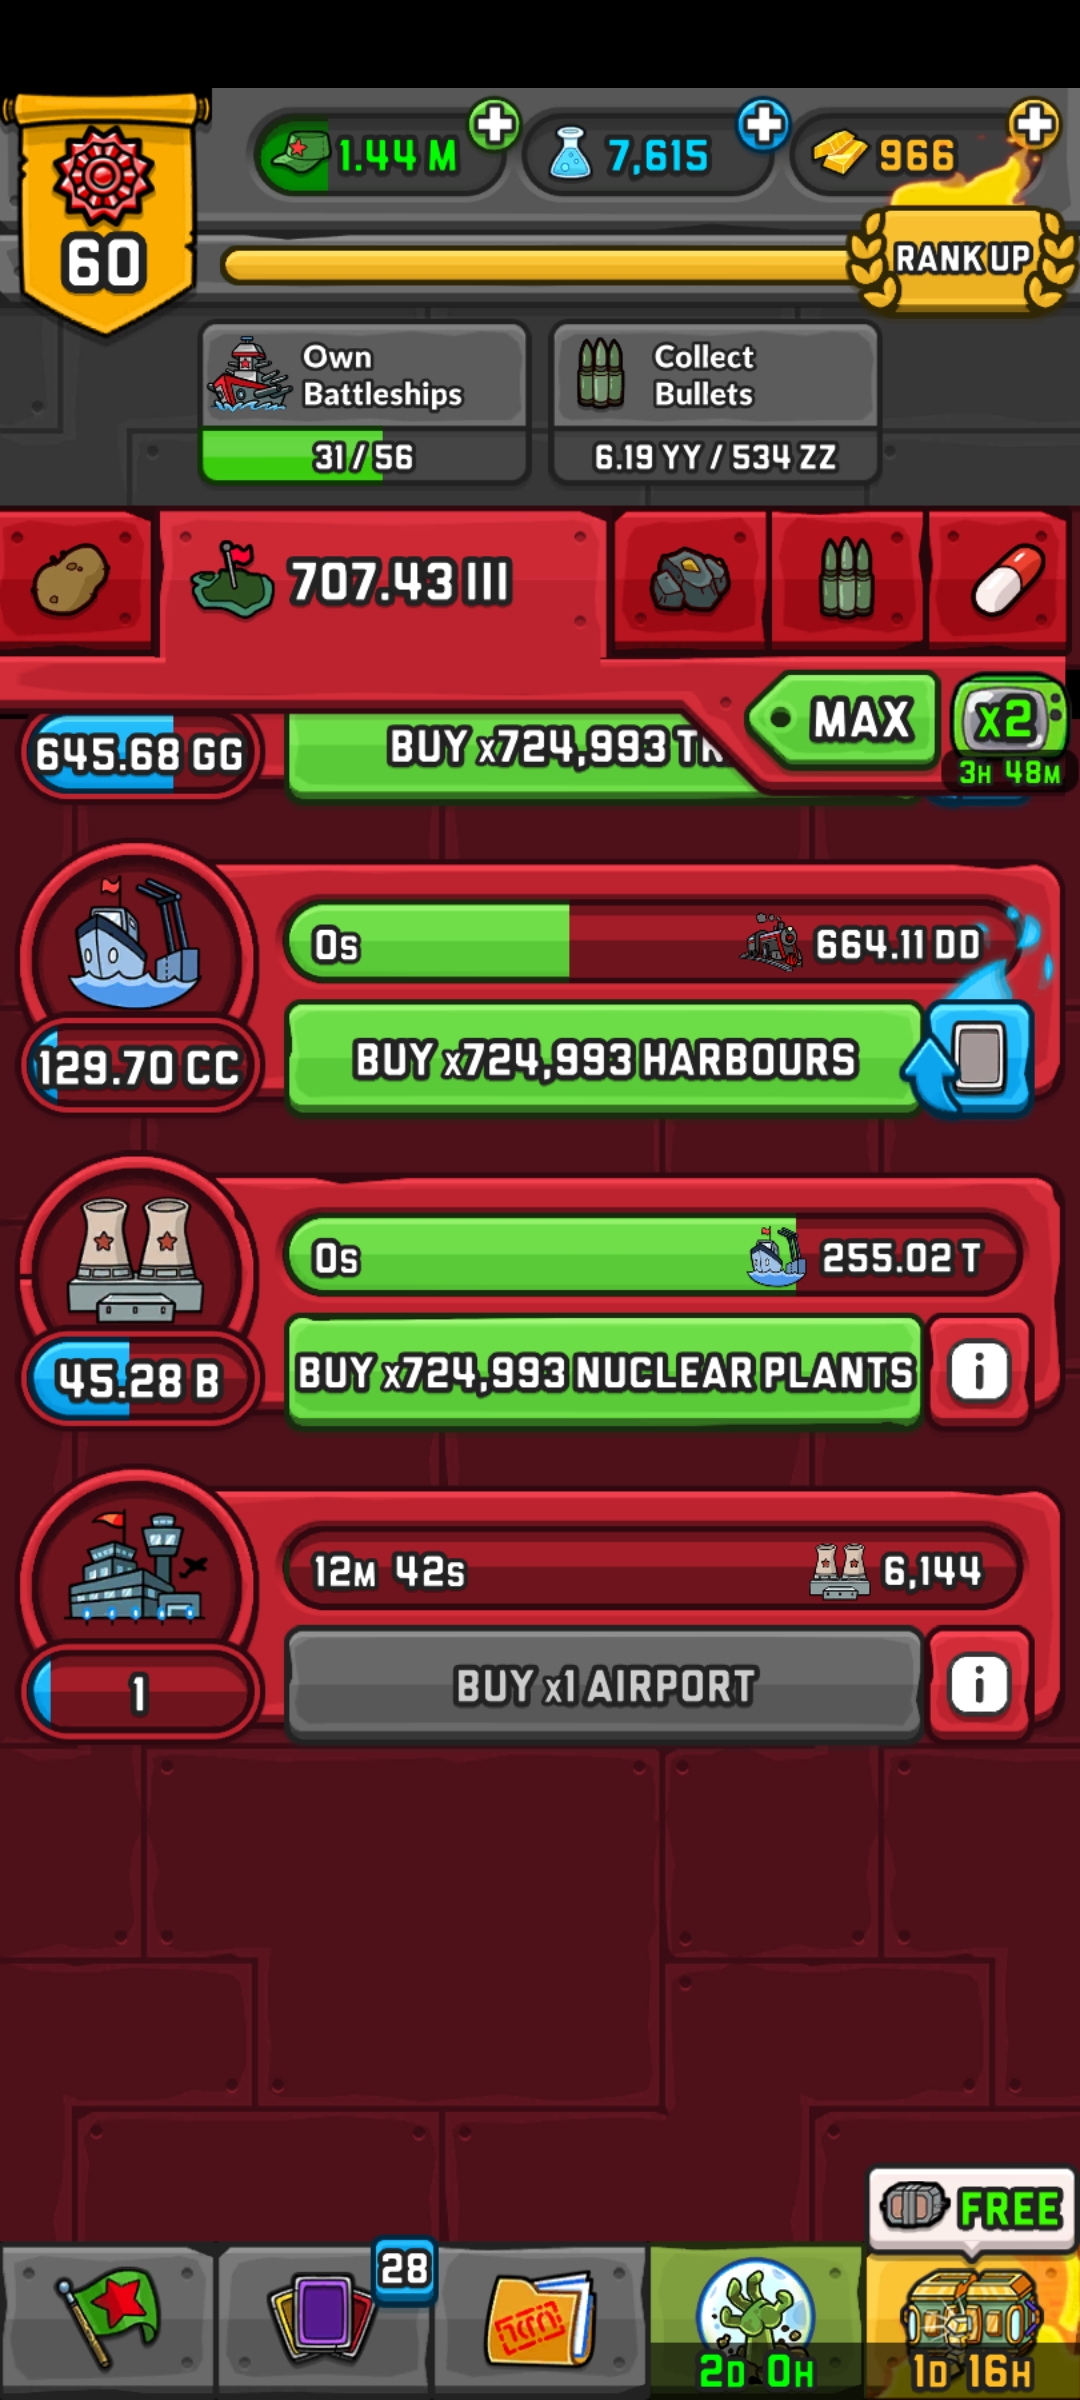 1.44 M
7,615
966
60
RANK UP
Own
Battleships
31 / 56
Collect
Bullets
6.19 YY / 534 ZZ
707.43 III
MAX
x2
3H 48M
645.68 GG
BUY x724,993 TR
0s
664.11 DD
129.70 CC
BUY x724,993 HARBOURS
0s
255.02 T
45.28 B
BUY x724,993 NUCLEAR PLANTS
i
12M 42s
6,144
1
BUY x1 AIRPORT
i
FREE
28
2D 0H
1D 16H